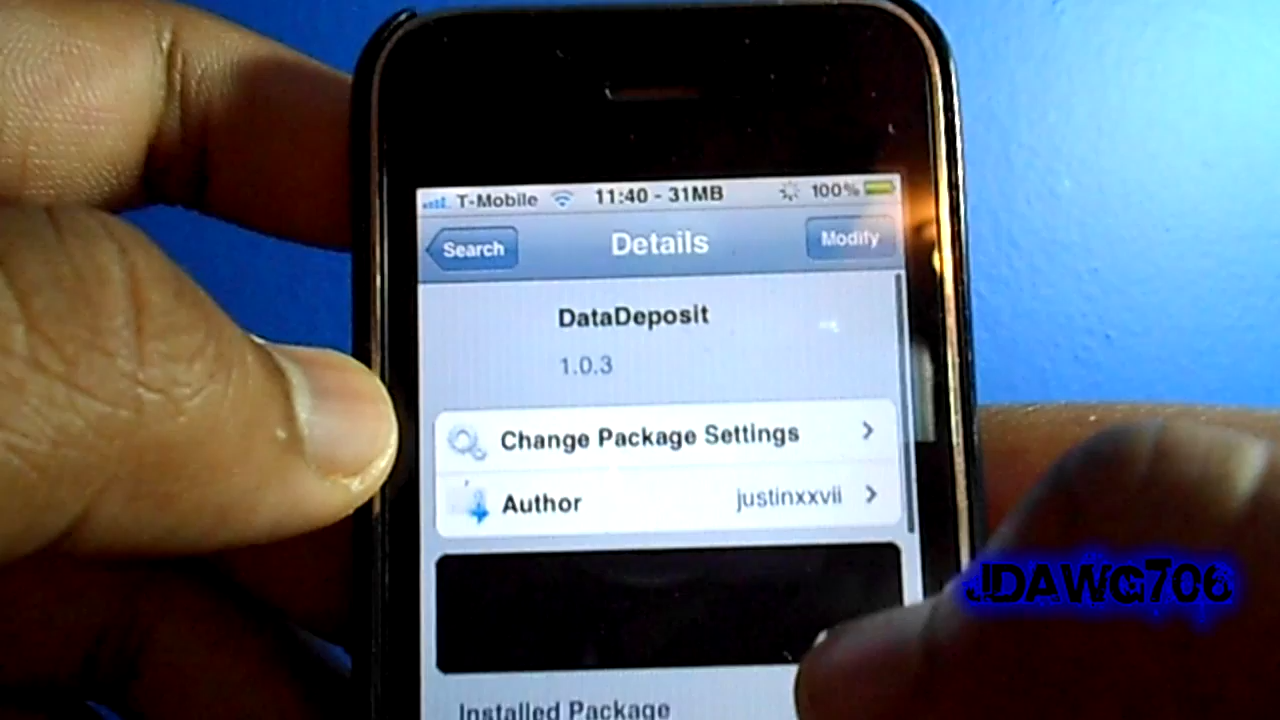 T-Mobile 11:40 - 31MB 100%
Search Details Modify
DataDeposit
1.0.3
Change Package Settings
Author justinxxvii
JDAWG706
Installed Package